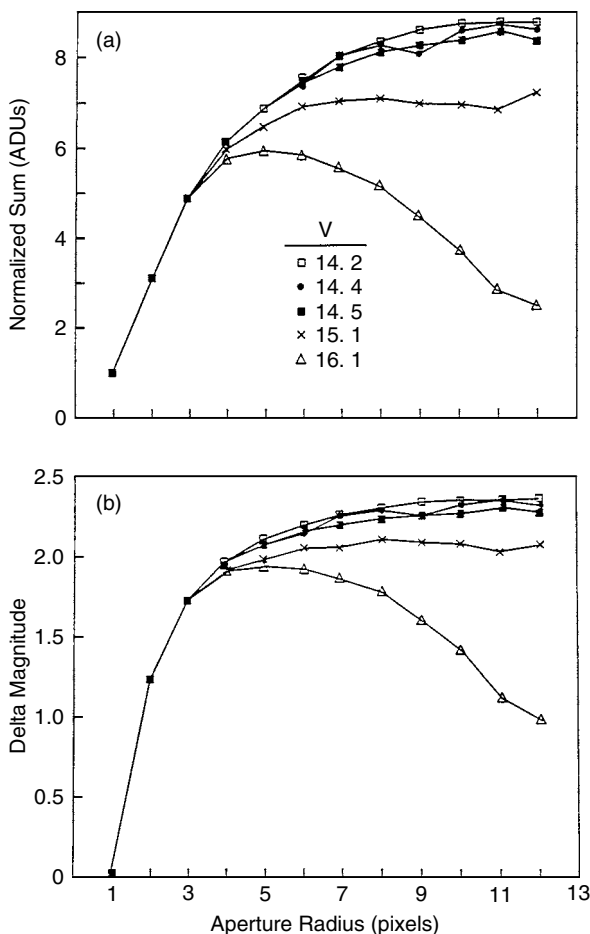 (a)
8
6
4
2
0
Normalized Sum (ADUs)
V
14. 2
14. 4
14. 5
15. 1
16. 1
(b)
2.5
2.0
1.5
1.0
0.5
0
Delta Magnitude
1 3 5 7 9 11 13
Aperture Radius (pixels)